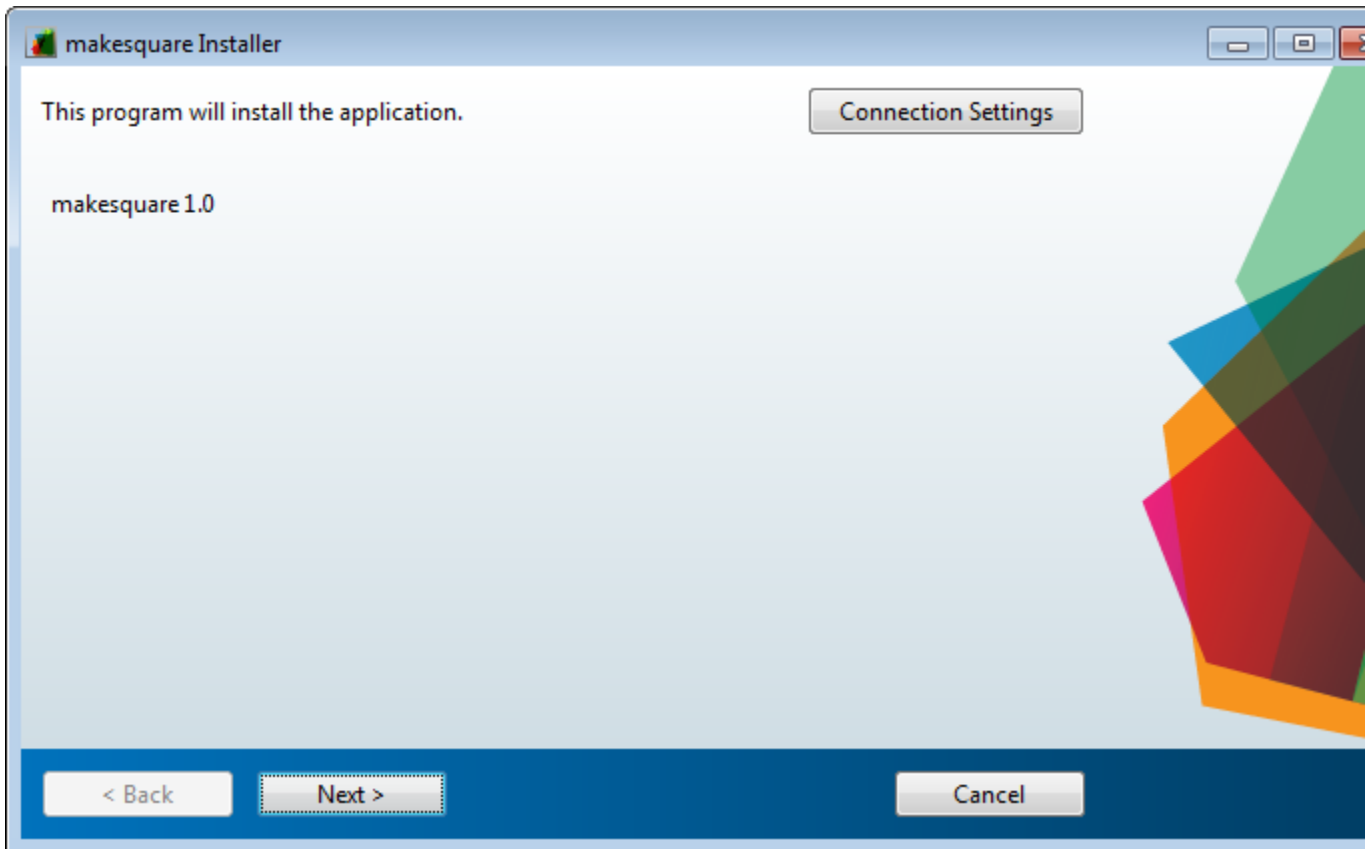 makesquare Installer
This program will install the application.
Connection Settings
makesquare 1.0
< Back
Next >
Cancel